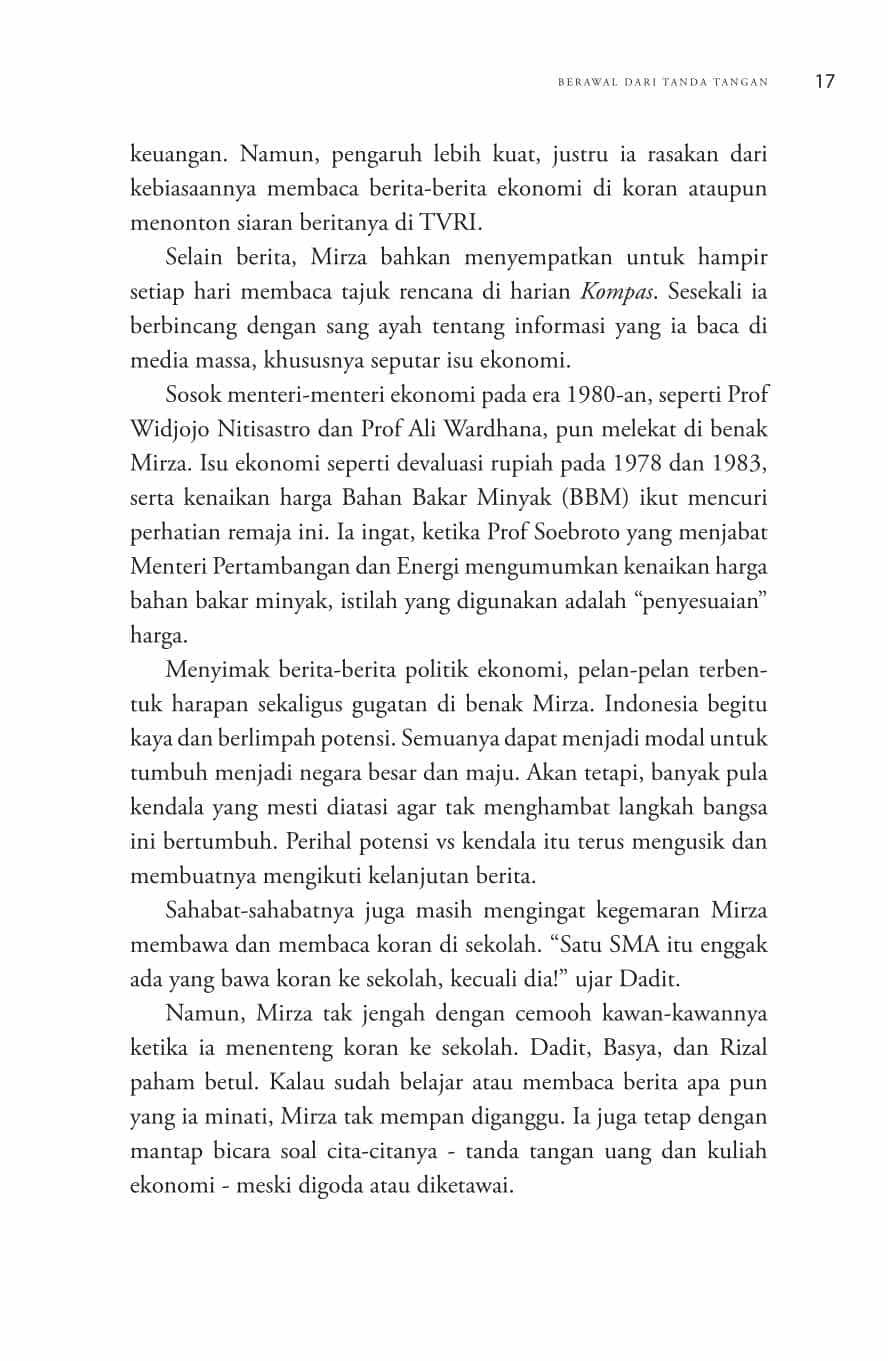 BERAWAL DARI TANDA TANGAN 17
keuangan. Namun, pengaruh lebih kuat, justru ia rasakan dari
kebiasaannya membaca berita-berita ekonomi di koran ataupun
menonton siaran beritanya di TVRI.
Selain berita, Mirza bahkan menyempatkan untuk hampir
setiap hari membaca tajuk rencana di harian Kompas. Sesekali ia
berbincang dengan sang ayah tentang informasi yang ia baca di
media massa, khususnya seputar isu ekonomi.
Sosok menteri-menteri ekonomi pada era 1980-an, seperti Prof
Widjojo Nitisastro dan Prof Ali Wardhana, pun melekat di benak
Mirza. Isu ekonomi seperti devaluasi rupiah pada 1978 dan 1983,
serta kenaikan harga Bahan Bakar Minyak (BBM) ikut mencuri
perhatian remaja ini. Ia ingat, ketika Prof Soebroto yang menjabat
Menteri Pertambangan dan Energi mengumumkan kenaikan harga
bahan bakar minyak, istilah yang digunakan adalah “penyesuaian”
harga.
Menyimak berita-berita politik ekonomi, pelan-pelan terben-
tuk harapan sekaligus gugatan di benak Mirza. Indonesia begitu
kaya dan berlimpah potensi. Semuanya dapat menjadi modal untuk
tumbuh menjadi negara besar dan maju. Akan tetapi, banyak pula
kendala yang mesti diatasi agar tak menghambat langkah bangsa
ini bertumbuh. Perihal potensi vs kendala itu terus mengusik dan
membuatnya mengikuti kelanjutan berita.
Sahabat-sahabatnya juga masih mengingat kegemaran Mirza
membawa dan membaca koran di sekolah. “Satu SMA itu enggak
ada yang bawa koran ke sekolah, kecuali dia!” ujar Dadit.
Namun, Mirza tak jengah dengan cemooh kawan-kawannya
ketika ia menenteng koran ke sekolah. Dadit, Basya, dan Rizal
paham betul. Kalau sudah belajar atau membaca berita apa pun
yang ia minati, Mirza tak mempan diganggu. Ia juga tetap dengan
mantap bicara soal cita-citanya - tanda tangan uang dan kuliah
ekonomi - meski digoda atau diketawai.